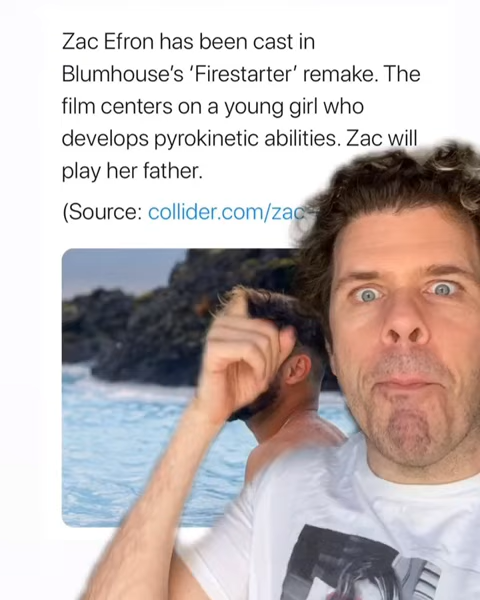 Zac Efron has been cast in
Blumhouse's 'Firestarter' remake. The
film centers on a young girl who
develops pyrokinetic abilities. Zac will
play her father.
(Source: collider.com/zac